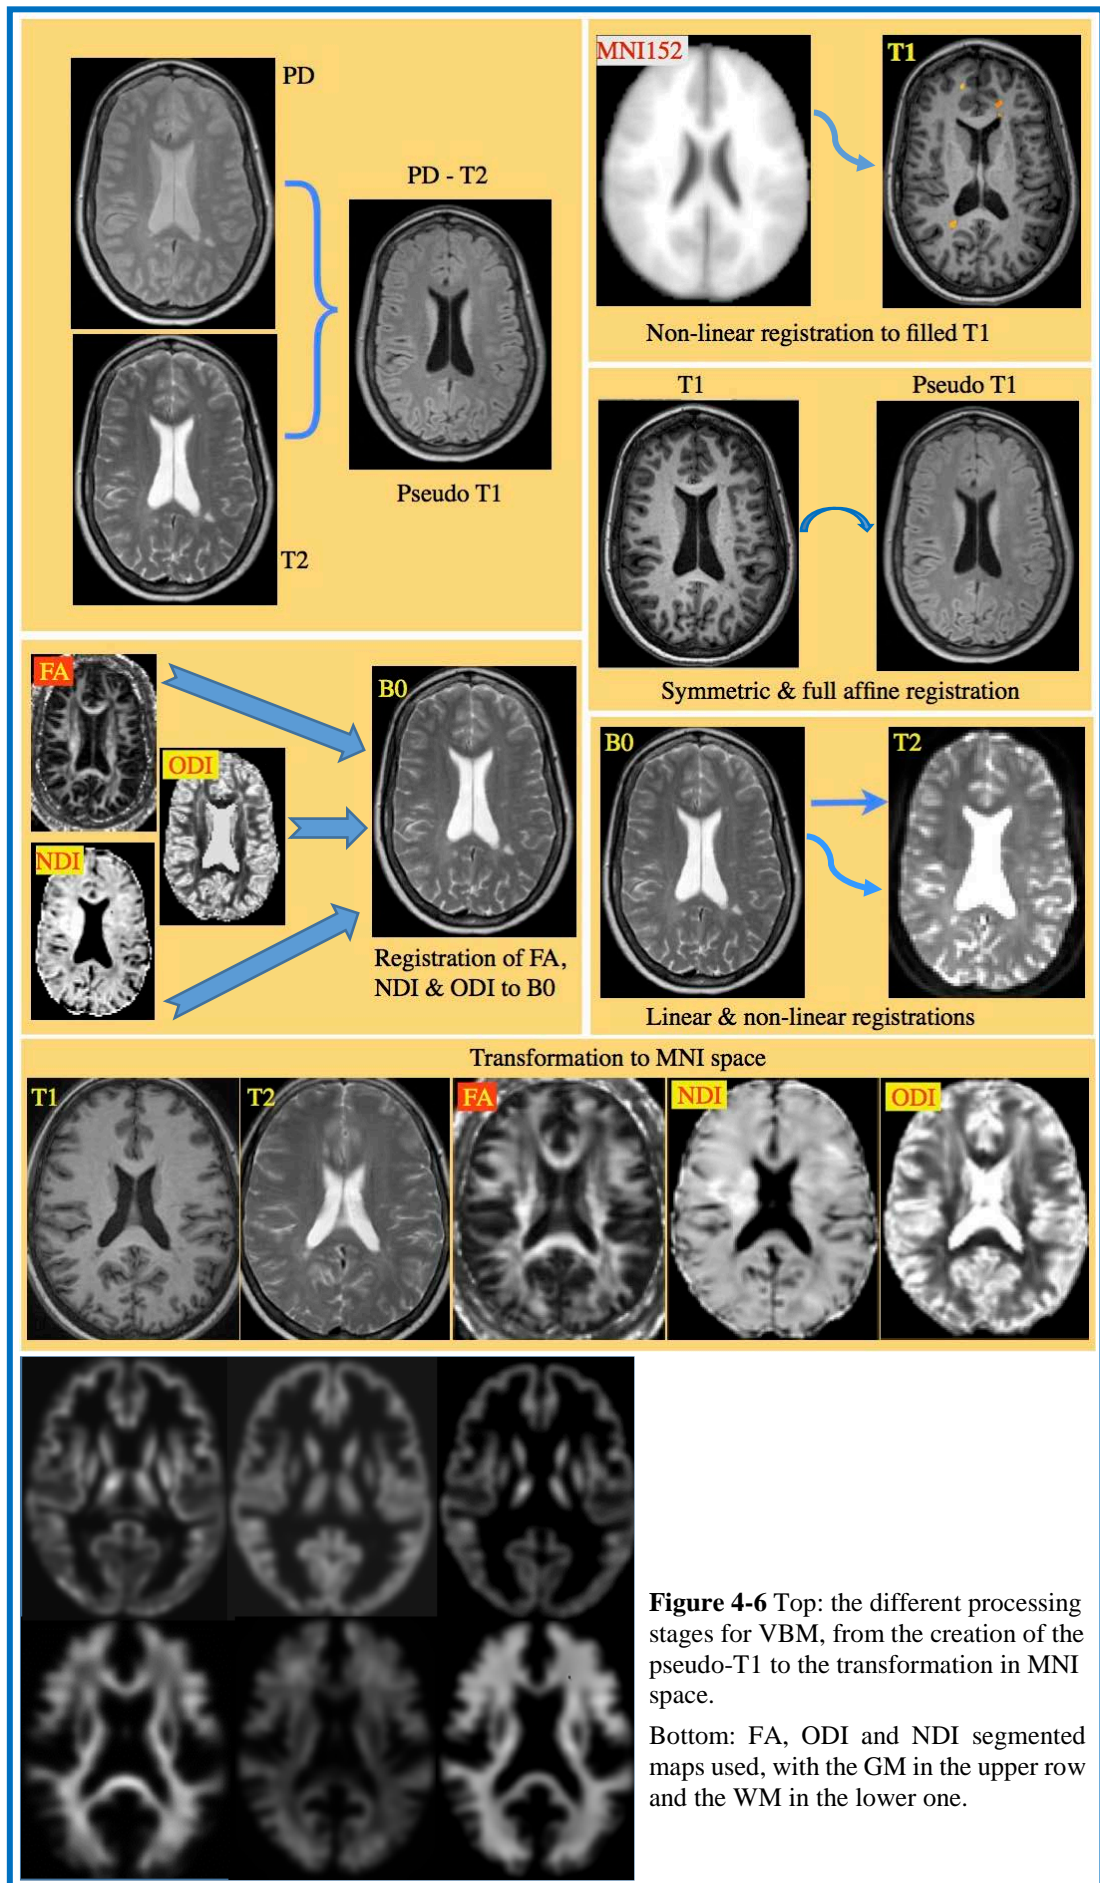 PD
PD - T2
T2
Pseudo T1
MNI152
T1
Non-linear registration to filled T1
T1
Pseudo T1
Symmetric & full affine registration
FA
ODI
NDI
B0
Registration of FA,
NDI & ODI to B0
B0
T2
Linear & non-linear registrations
Transformation to MNI space
T1
T2
FA
NDI
ODI
Figure 4-6 Top: the different processing
stages for VBM, from the creation of the
pseudo-T1 to the transformation in MNI
space.
Bottom: FA, ODI and NDI segmented
maps used, with the GM in the upper row
and the WM in the lower one.